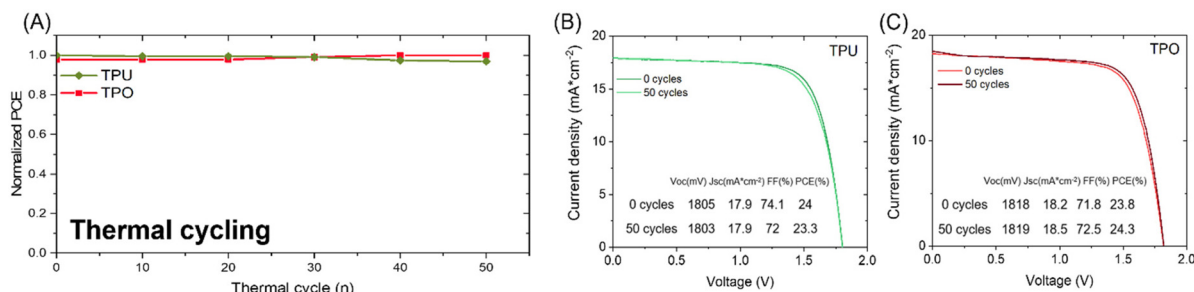 (A)
1.0
0.8
0.6
0.4
0.2
0.0
Normalized PCE
TPU
TPO
Thermal cycling
0 10 20 30 40 50
Thermal cycle (n)
(B)
TPU
20
15
10
5
0
Current density (mA*cm-2)
0 cycles
50 cycles
Voc(mV) Jsc(mA*cm-2) FF(%) PCE(%)
0 cycles 1805 17.9 74.1 24
50 cycles 1803 17.9 72 23.3
0.0 0.5 1.0 1.5 2.0
Voltage (V)
(C)
TPO
20
15
10
5
0
Current density (mA*cm-2)
0 cycles
50 cycles
Voc(mV) Jsc(mA*cm-2) FF(%) PCE(%)
0 cycles 1818 18.2 71.8 23.8
50 cycles 1819 18.5 72.5 24.3
0.0 0.5 1.0 1.5 2.0
Voltage (V)